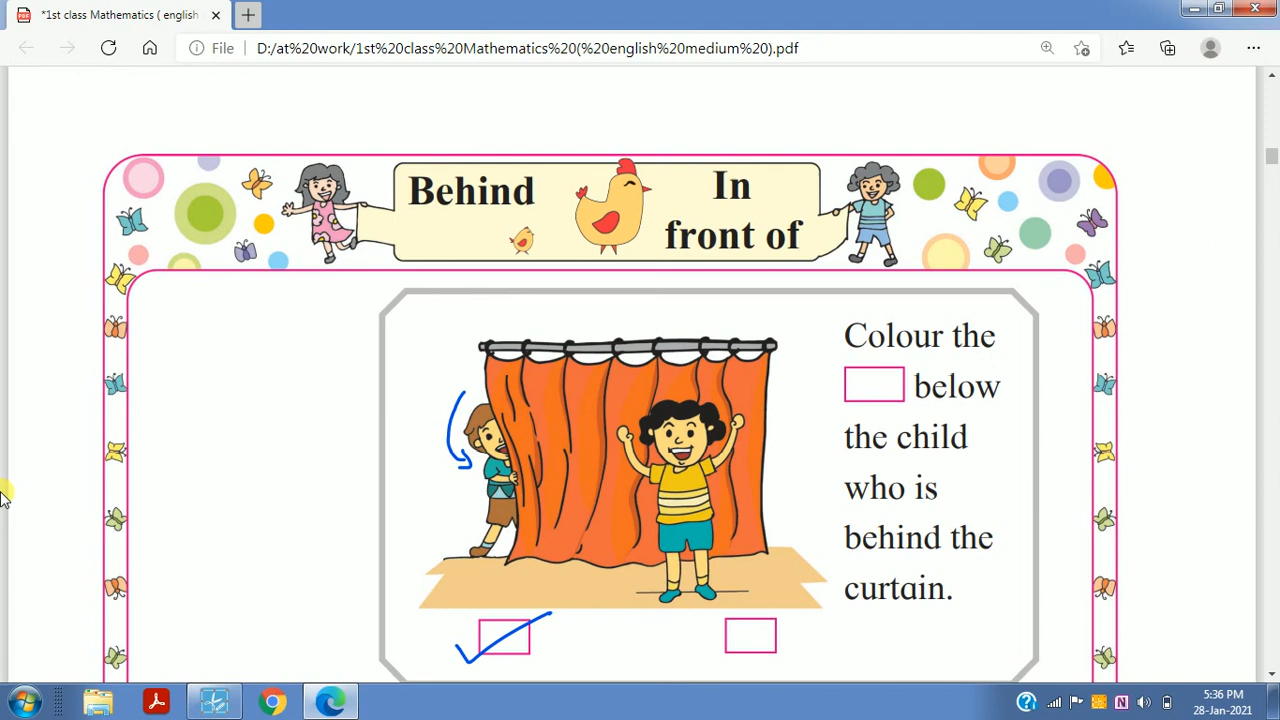 *1st class Mathematics ( english
File D:/at%20work/1st%20class%20Mathematics%20(%20english%20medium%20).pdf
Behind
In
front of
Colour the
below
the child
who is
behind the
curtain.
5:36 PM
28-Jan-2021